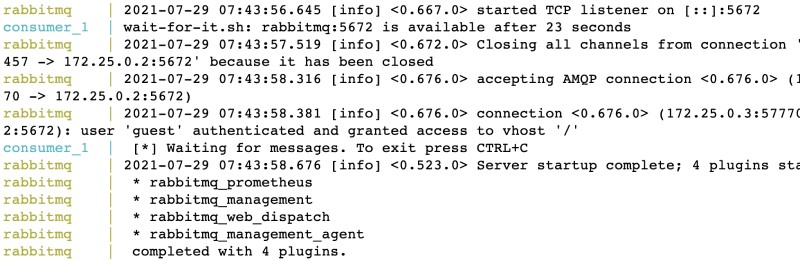 rabbitmq | 2021-07-29 07:43:56.645 [info] <0.667.0> started TCP listener on [::]:5672
consumer_1 | wait-for-it.sh: rabbitmq:5672 is available after 23 seconds
rabbitmq | 2021-07-29 07:43:57.519 [info] <0.672.0> Closing all channels from connection '
457 -> 172.25.0.2:5672' because it has been closed
rabbitmq | 2021-07-29 07:43:58.316 [info] <0.676.0> accepting AMQP connection <0.676.0> (1
70 -> 172.25.0.2:5672)
rabbitmq | 2021-07-29 07:43:58.381 [info] <0.676.0> connection <0.676.0> (172.25.0.3:57770
2:5672): user 'guest' authenticated and granted access to vhost '/'
consumer_1 | [*] Waiting for messages. To exit press CTRL+C
rabbitmq | 2021-07-29 07:43:58.676 [info] <0.523.0> Server startup complete; 4 plugins sta
rabbitmq | * rabbitmq_prometheus
rabbitmq | * rabbitmq_management
rabbitmq | * rabbitmq_web_dispatch
rabbitmq | * rabbitmq_management_agent
rabbitmq | completed with 4 plugins.